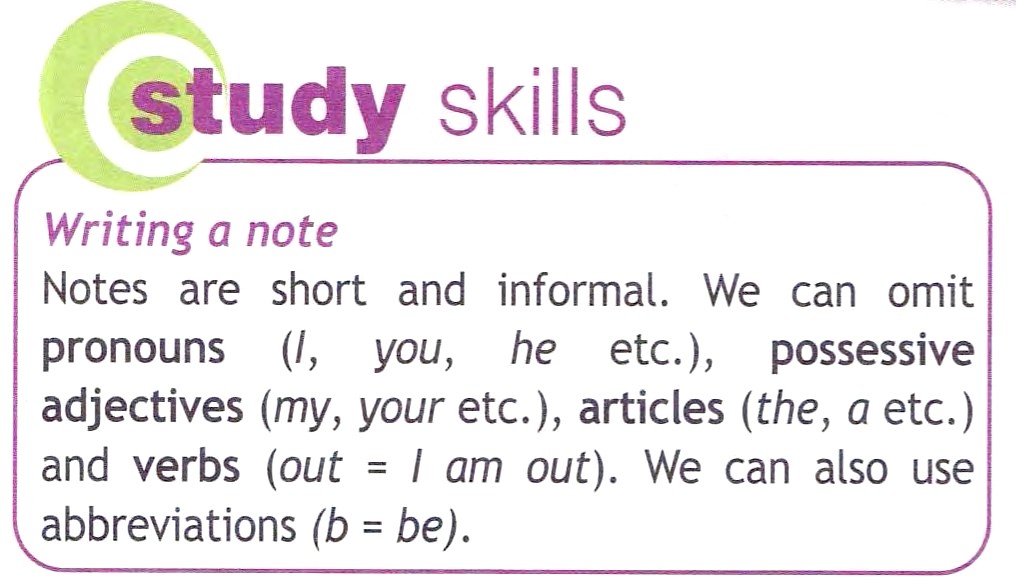 study skills
Writing a note
Notes are short and informal. We can omit
pronouns (I, you, he etc.), possessive
adjectives (my, your etc.), articles (the, a etc.)
and verbs (out = I am out). We can also use
abbreviations (b = be).